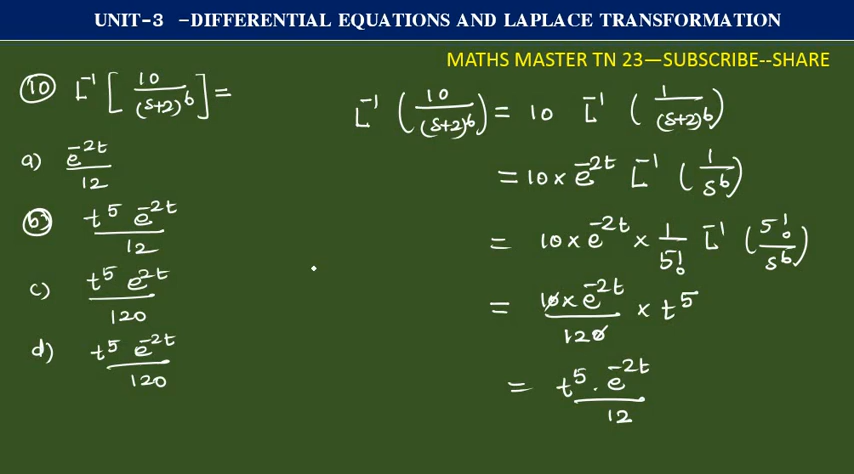 UNIT-3 –DIFFERENTIAL EQUATIONS AND LAPLACE TRANSFORMATION
MATHS MASTER TN 23—SUBSCRIBE--SHARE
10) L⁻¹ [ 10/(s+2)⁶ ] =
a) e⁻²ᵗ/12
b) t⁵ e⁻²ᵗ/12
c) t⁵ e²ᵗ/120
d) t⁵ e⁻²ᵗ/120
L⁻¹ ( 10/(s+2)⁶ ) = 10 L⁻¹ ( 1/(s+2)⁶ )
= 10 × e⁻²ᵗ L⁻¹ ( 1/s⁶ )
= 10 × e⁻²ᵗ × 1/5! L⁻¹ ( 5!/s⁶ )
= 10 × e⁻²ᵗ/120 × t⁵
= t⁵ . e⁻²ᵗ/12